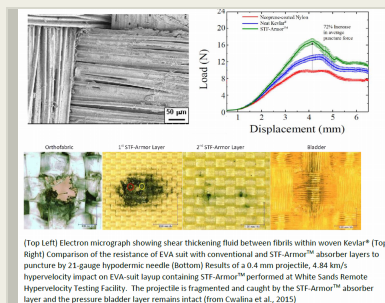 50 μm
Load (N)
24
20
16
12
8
4
0
Neoprene-coated Nylon
Neat Kevlar®
STF-Armor™
72% Increase
in average
puncture force
1 2 3 4 5 6
Displacement (mm)
Orthofabric
1st STF-Armor Layer
2nd STF-Armor Layer
Bladder
(Top Left) Electron micrograph showing shear thickening fluid between fibrils within woven Kevlar® (Top
Right) Comparison of the resistance of EVA suit with conventional and STF-Armor™ absorber layers to
puncture by 21-gauge hypodermic needle (Bottom) Results of a 0.4 mm projectile, 4.84 km/s
hypervelocity impact on EVA-suit layup containing STF-Armor™ performed at White Sands Remote
Hypervelocity Testing Facility. The projectile is fragmented and caught by the STF-Armor™ absorber
layer and the pressure bladder layer remains intact (from Cwalina et al., 2015)